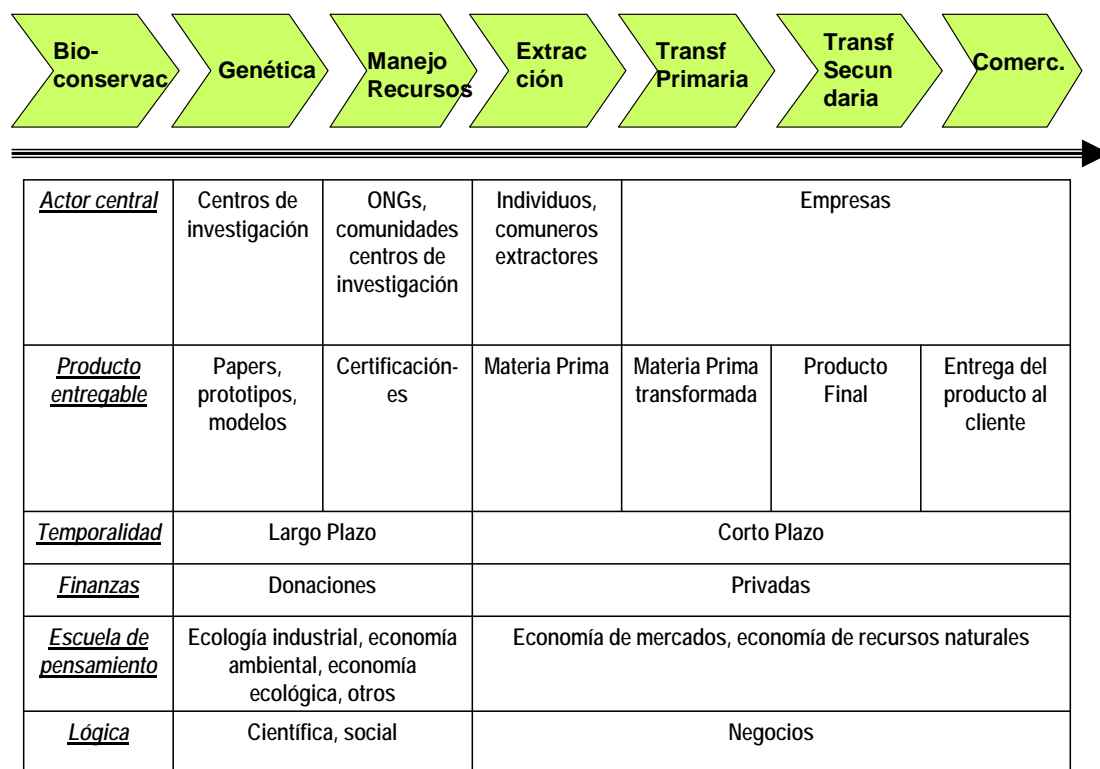 Bio-
conservac
Genética
Manejo
Recursos
Extrac
ción
Transf
Primaria
Transf
Secun
daria
Comerc.
Actor central
Centros de
investigación
ONGs,
comunidades
centros de
investigación
Individuos,
comuneros
extractores
Empresas
Producto
entregable
Papers,
prototipos,
modelos
Certificación-
es
Materia Prima
Materia Prima
transformada
Producto
Final
Entrega del
producto al
cliente
Temporalidad
Largo Plazo
Corto Plazo
Finanzas
Donaciones
Privadas
Escuela de
pensamiento
Ecología industrial, economía
ambiental, economía
ecológica, otros
Economía de mercados, economía de recursos naturales
Lógica
Científica, social
Negocios